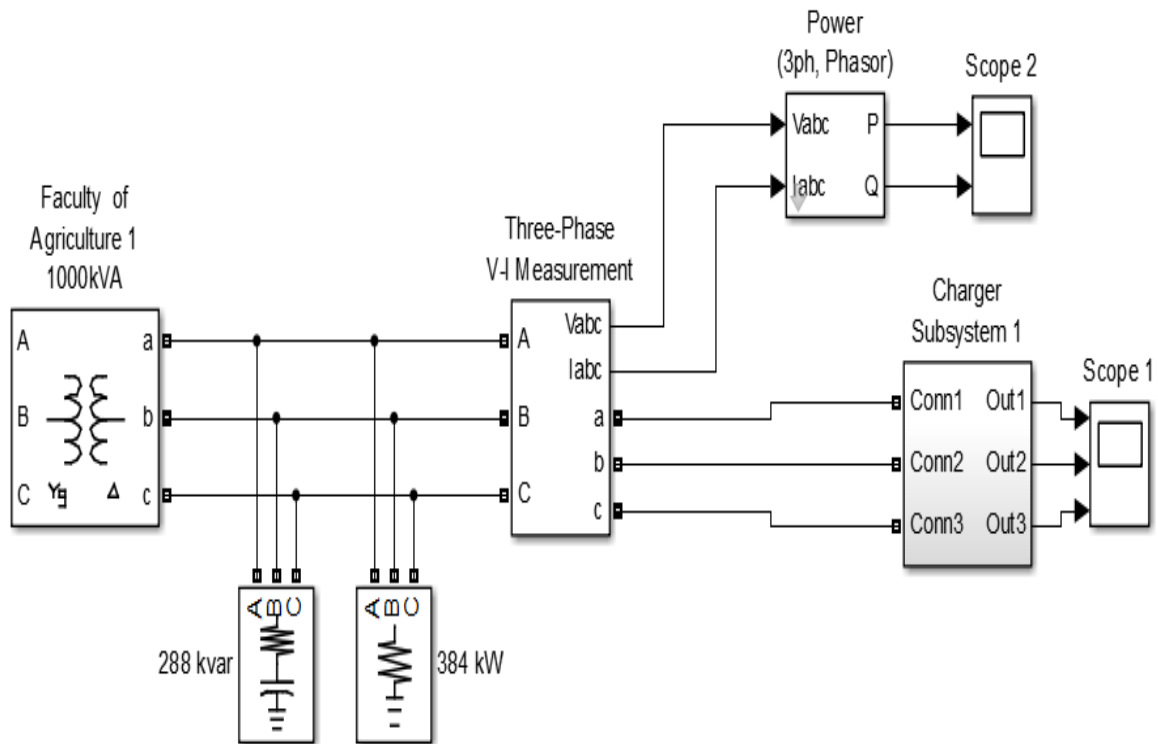 Power
(3ph, Phasor)
Scope 2
Vabc P
Iabc Q
Faculty of
Agriculture 1
1000kVA
A a
B b
C Yg Δ c
Three-Phase
V-I Measurement
A Vabc
Iabc
B a
b
C c
Charger
Subsystem 1
Conn1 Out1
Conn2 Out2
Conn3 Out3
Scope 1
A B C
288 kvar
A B C
384 kW